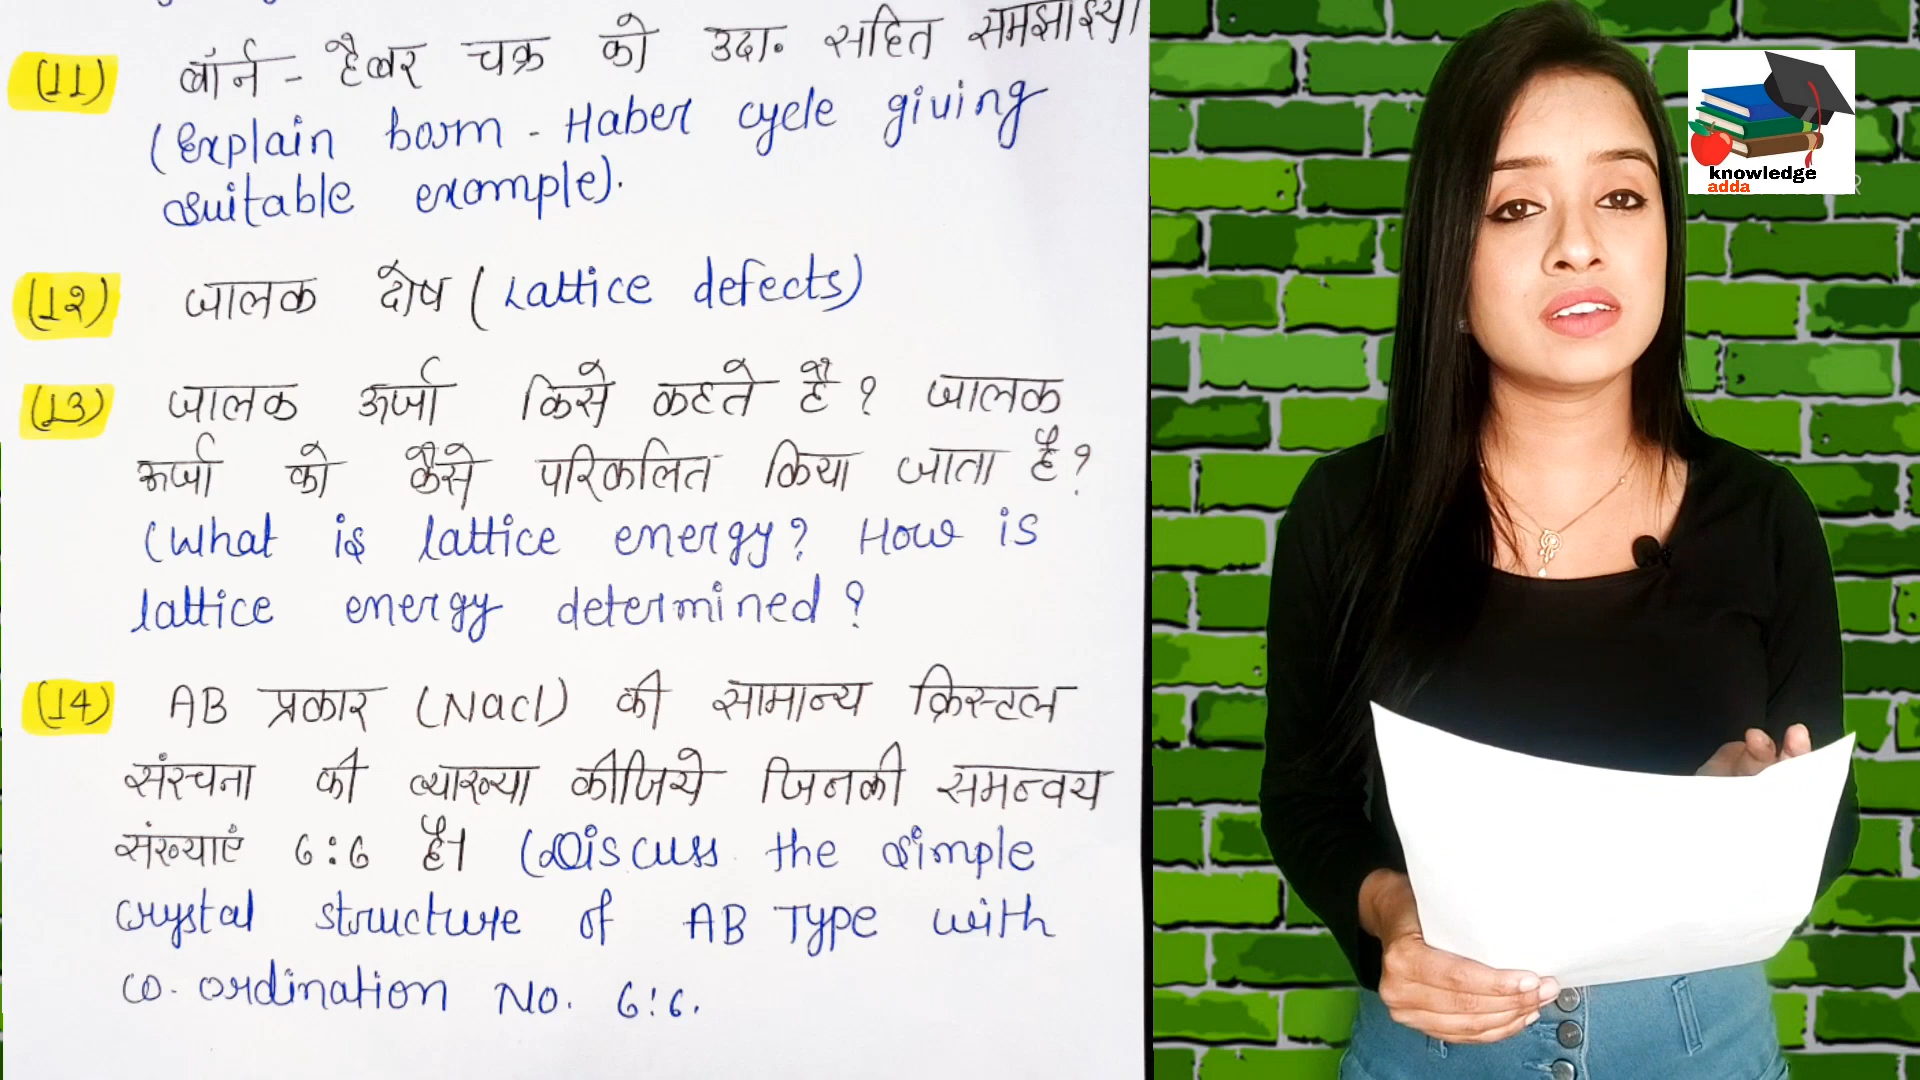 (11) बॉर्न - हैबर चक्र को उदा० सहित समझाइये।
(Explain born - Haber cycle giving
suitable example).
(12) जालक दोष (Lattice defects)
(13) जालक ऊर्जा किसे कहते है? जालक
ऊर्जा को कैसे परिकलित किया जाता है?
(What is lattice energy? How is
lattice energy determined?
(14) AB प्रकार (Nacl) की सामान्य क्रिस्टल
संरचना की व्याख्या कीजिये जिनकी समन्वय
संख्याएं 6:6 है। (Discuss the simple
crystal structure of AB Type with
co-ordination No. 6:6.
knowledge
adda